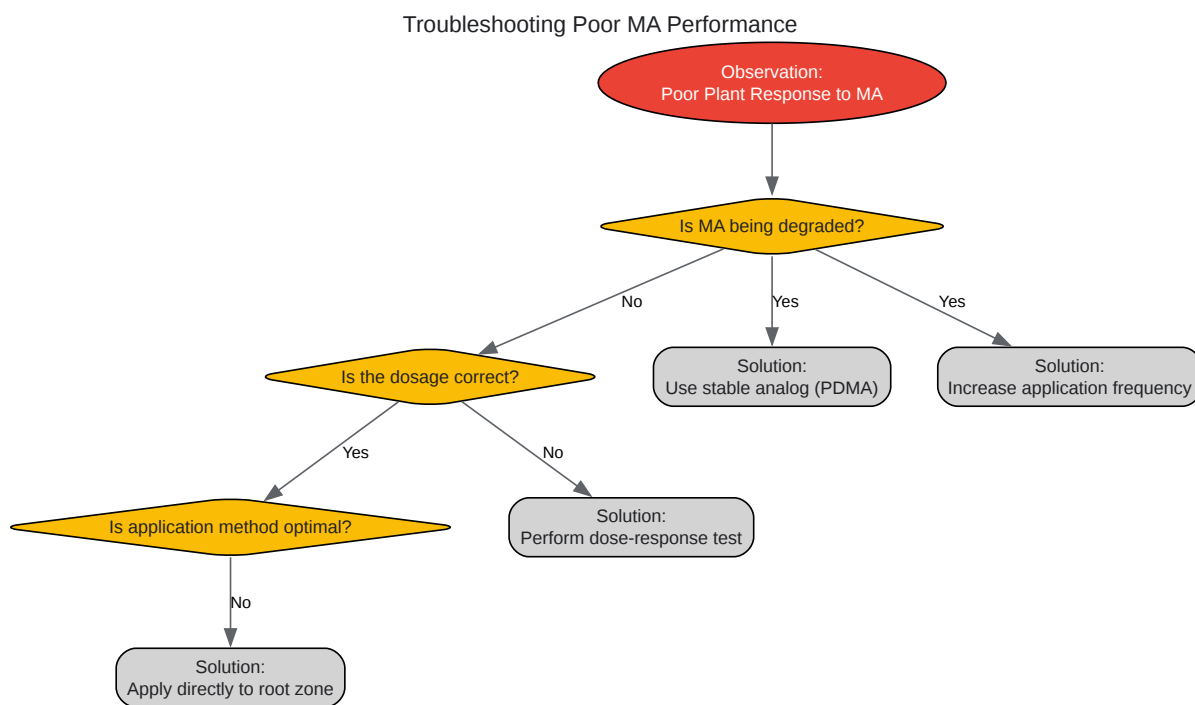 Troubleshooting Poor MA Performance
Observation:
Poor Plant Response to MA
Is MA being degraded?
No
Yes
Yes
Is the dosage correct?
Solution:
Use stable analog (PDMA)
Solution:
Increase application frequency
Yes
No
Is application method optimal?
Solution:
Perform dose-response test
No
Solution:
Apply directly to root zone